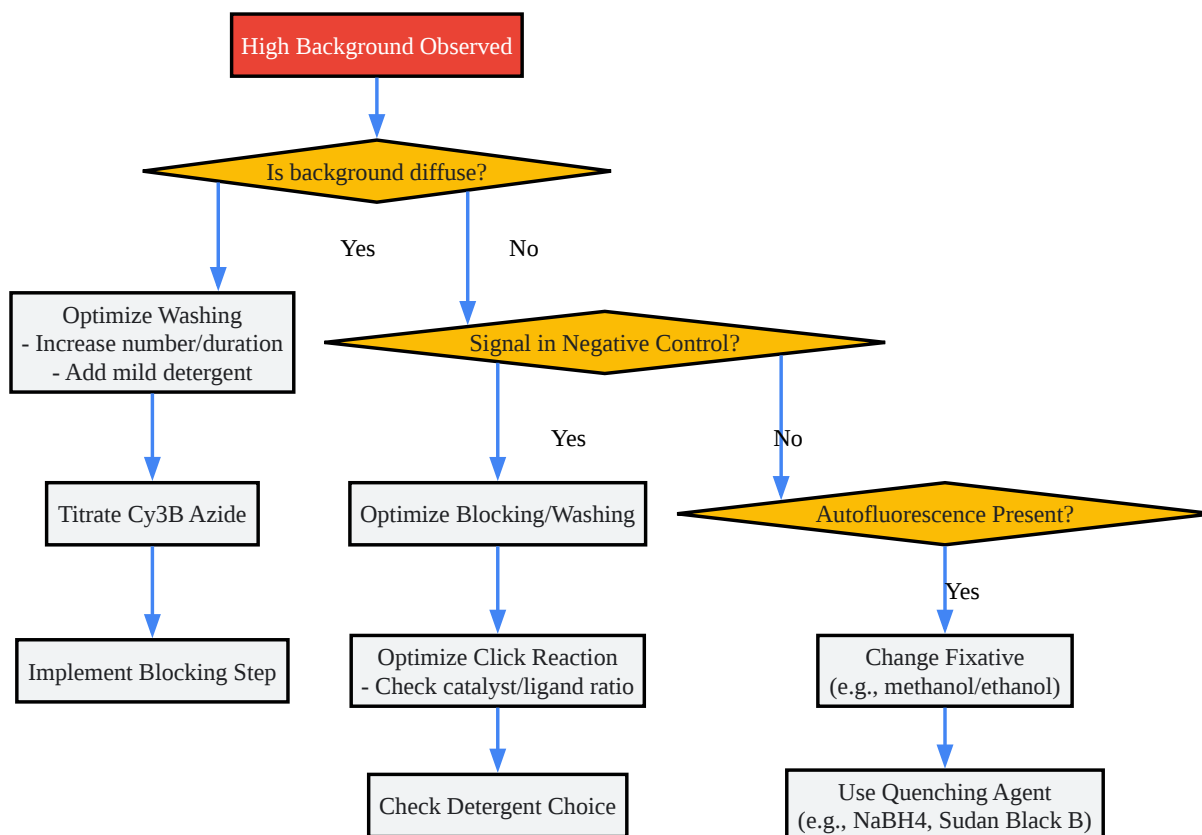 High Background Observed
Is background diffuse?
Yes
No
Optimize Washing
- Increase number/duration
- Add mild detergent
Signal in Negative Control?
Yes
No
Titrate Cy3B Azide
Optimize Blocking/Washing
Autofluorescence Present?
Yes
Implement Blocking Step
Optimize Click Reaction
- Check catalyst/ligand ratio
Change Fixative
(e.g., methanol/ethanol)
Check Detergent Choice
Use Quenching Agent
(e.g., NaBH4, Sudan Black B)